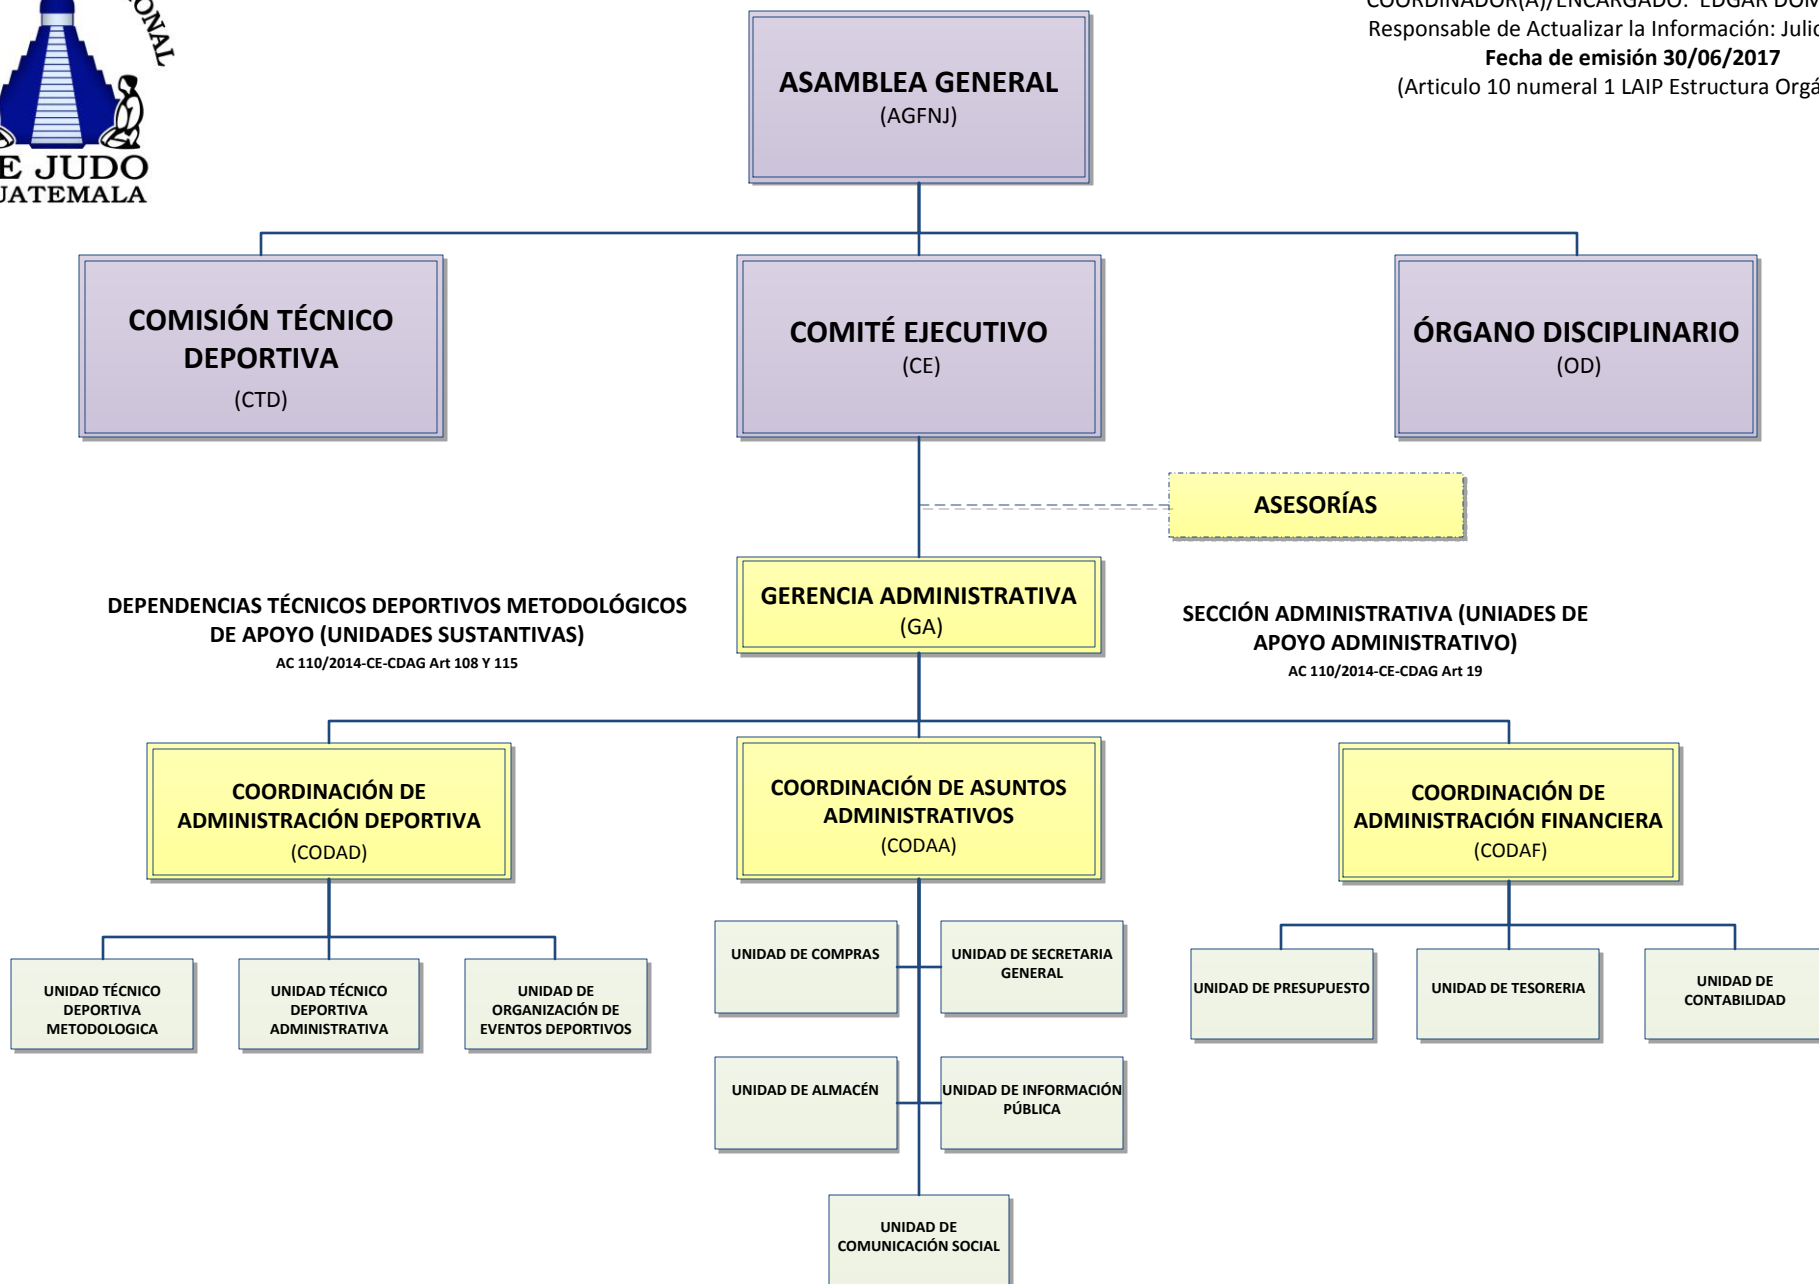 E JUDO
COORDINADOR(A)/ENCARGADO: EDGAR
Responsable de Actualizar la Información:
Fecha de emisión 30/06/2017
(Articulo 10 numeral 1 LAIP Estructura
ASAMBLEA GENERAL
(AGFNJ)
COMISIÓN TÉCNICO
DEPORTIVA
(CTD)
COMITÉ EJECUTIVO
(CE)
ÓRGANO DISCIPLINARIO
(OD)
ASESORÍAS
GERENCIA ADMINISTRATIVA
(GA)
DEPENDENCIAS TÉCNICOS DEPORTIVOS METODOLÓGICOS
DE APOYO (UNIDADES SUSTANTIVAS)
AC 110/2014-CE-CDAG Art 108 Y 115
SECCIÓN ADMINISTRATIVA (UNIADES DE
APOYO ADMINISTRATIVO)
AC 110/2014-CE-CDAG Art 19
COORDINACIÓN DE
ADMINISTRACIÓN DEPORTIVA
(CODAD)
COORDINACIÓN DE ASUNTOS
ADMINISTRATIVOS
(CODAA)
COORDINACIÓN DE
ADMINISTRACIÓN FINANCIERA
(CODAF)
UNIDAD TÉCNICO
DEPORTIVA
METODOLOGICA
UNIDAD TÉCNICO
DEPORTIVA
ADMINISTRATIVA
UNIDAD DE
ORGANIZACIÓN DE
EVENTOS DEPORTIVOS
UNIDAD DE COMPRAS
UNIDAD DE SECRETARIA
GENERAL
UNIDAD DE ALMACÉN
UNIDAD DE INFORMACIÓN
PÚBLICA
UNIDAD DE
COMUNICACIÓN SOCIAL
UNIDAD DE PRESUPUESTO
UNIDAD DE TESORERIA
UNIDAD DE
CONTABILIDAD